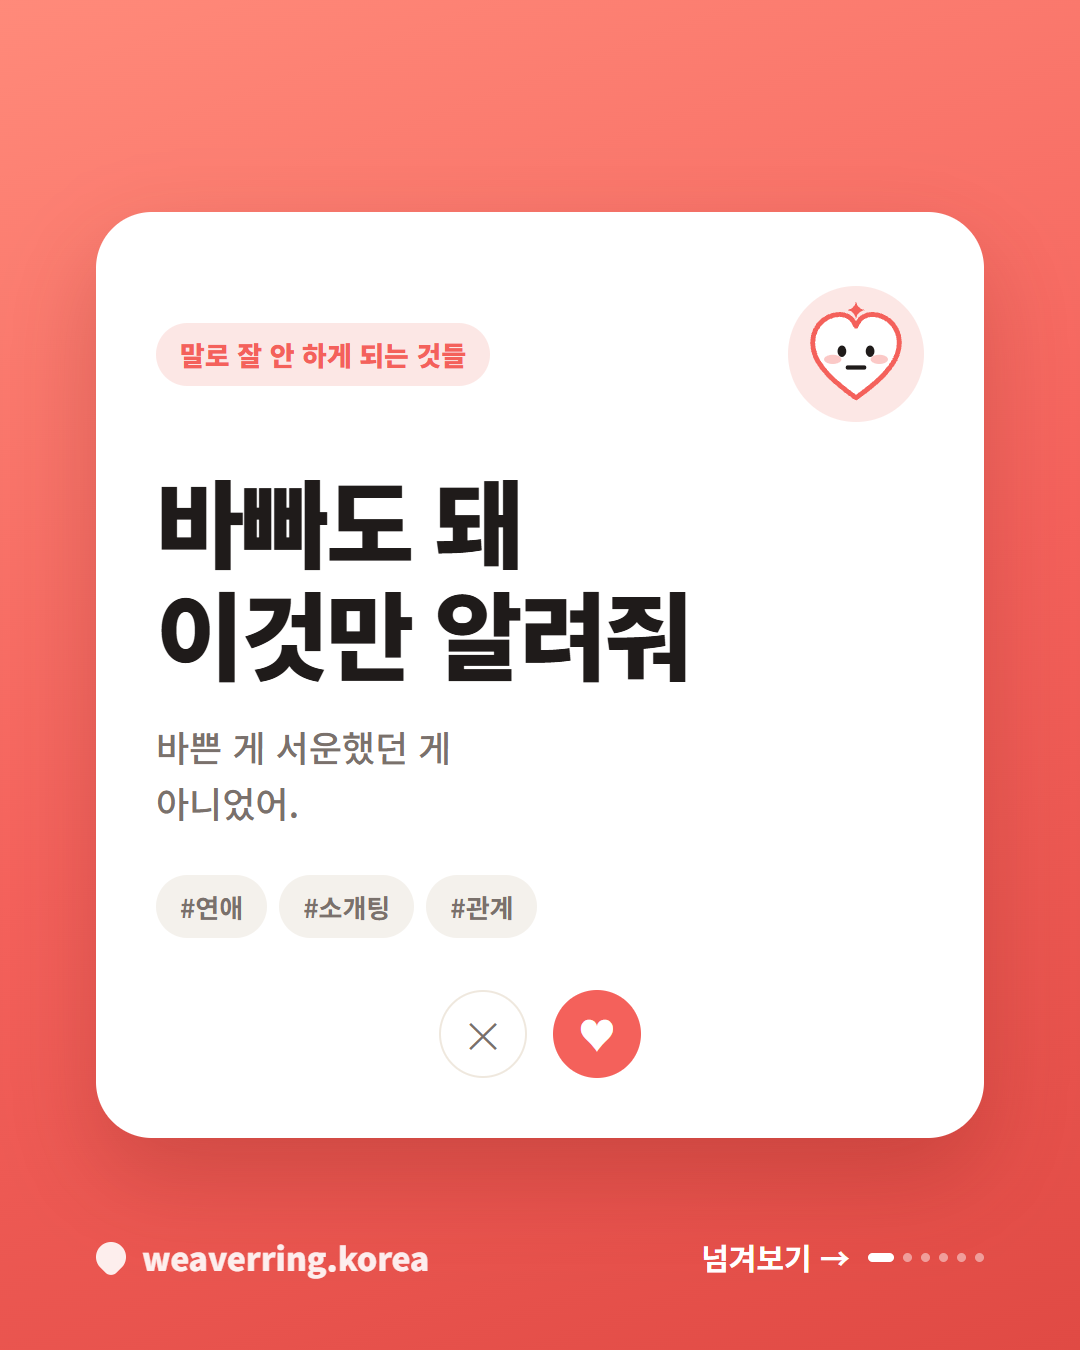 말로 잘 안 하게 되는 것들
바빠도 돼
이것만 알려줘
바쁜 게 서운했던 게
아니었어.
#연애 #소개팅 #관계
weaverring.korea
넘겨보기 →